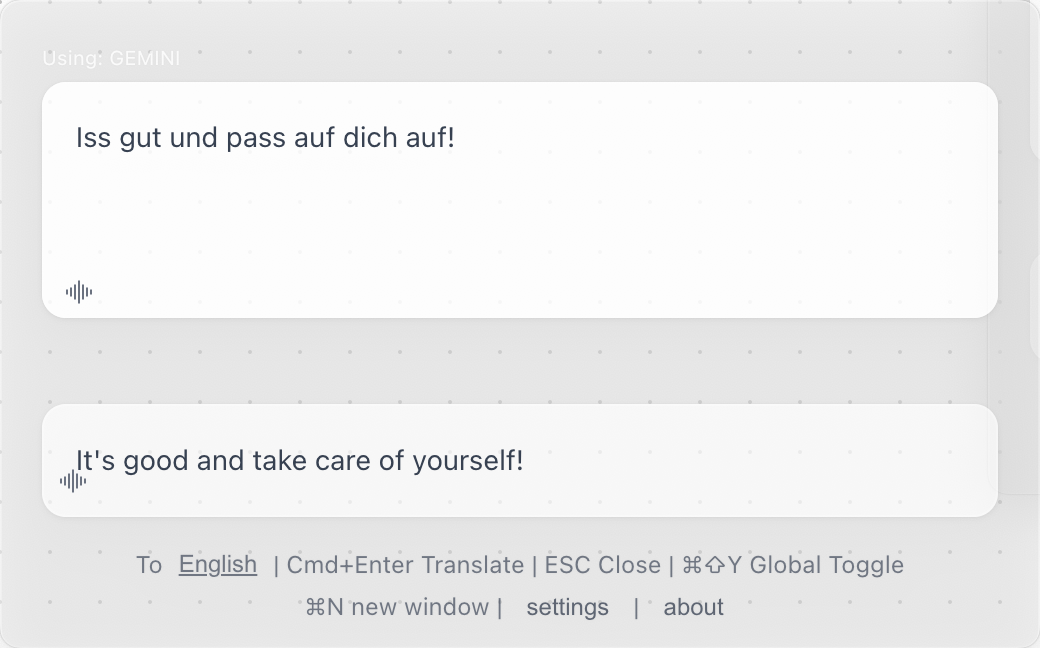 Using: GEMINI
Iss gut und pass auf dich auf!
It's good and take care of yourself!
To English | Cmd+Enter Translate | ESC Close | ⌘⇧Y Global Toggle
⌘N new window | settings | about